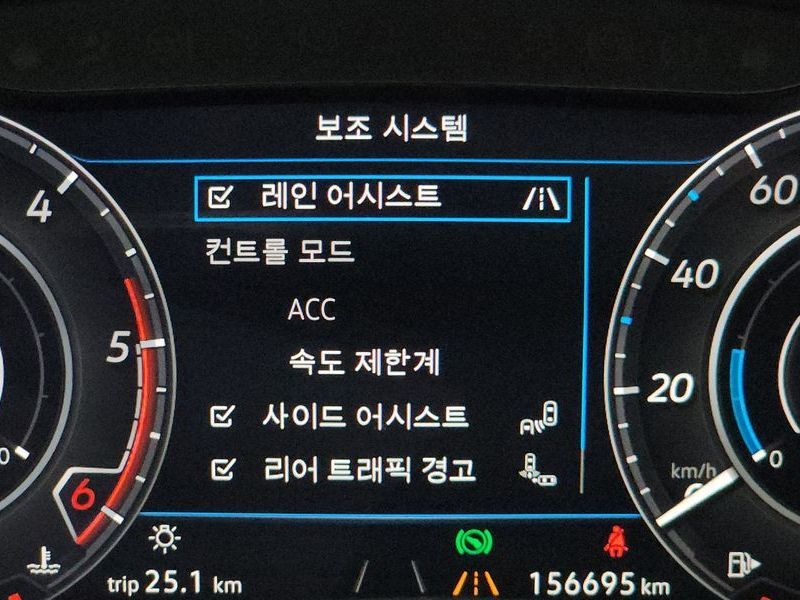 보조 시스템
레인 어시스트
컨트롤 모드
ACC
속도 제한계
사이드 어시스트
리어 트래픽 경고
4
5
6
0
60
40
20
0
km/h
trip 25.1 km
156695 km